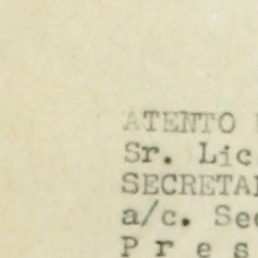 ATENTO
Sr. Lic
SECRETA
a/c. Sec
P r e s